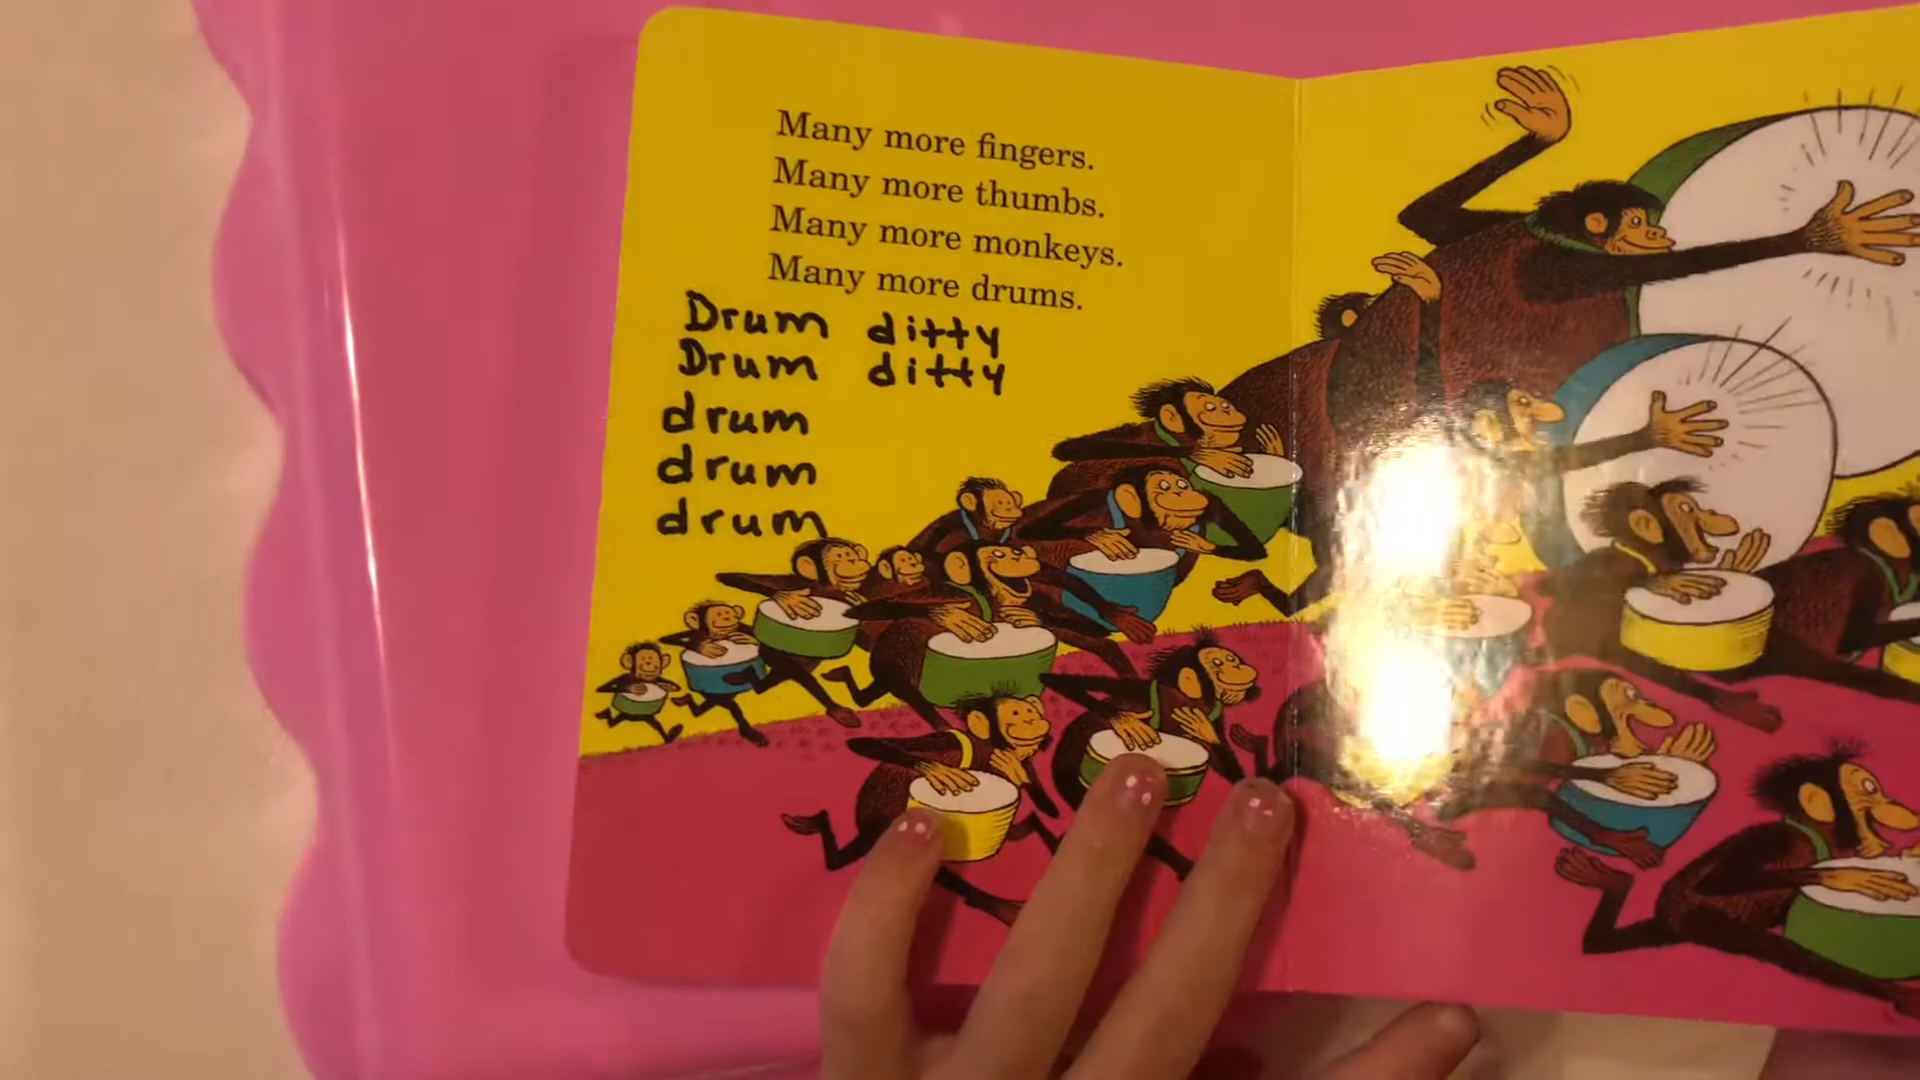 Many more fingers.
Many more thumbs.
Many more monkeys.
Many more drums.
Drum ditty
Drum ditty
drum
drum
drum